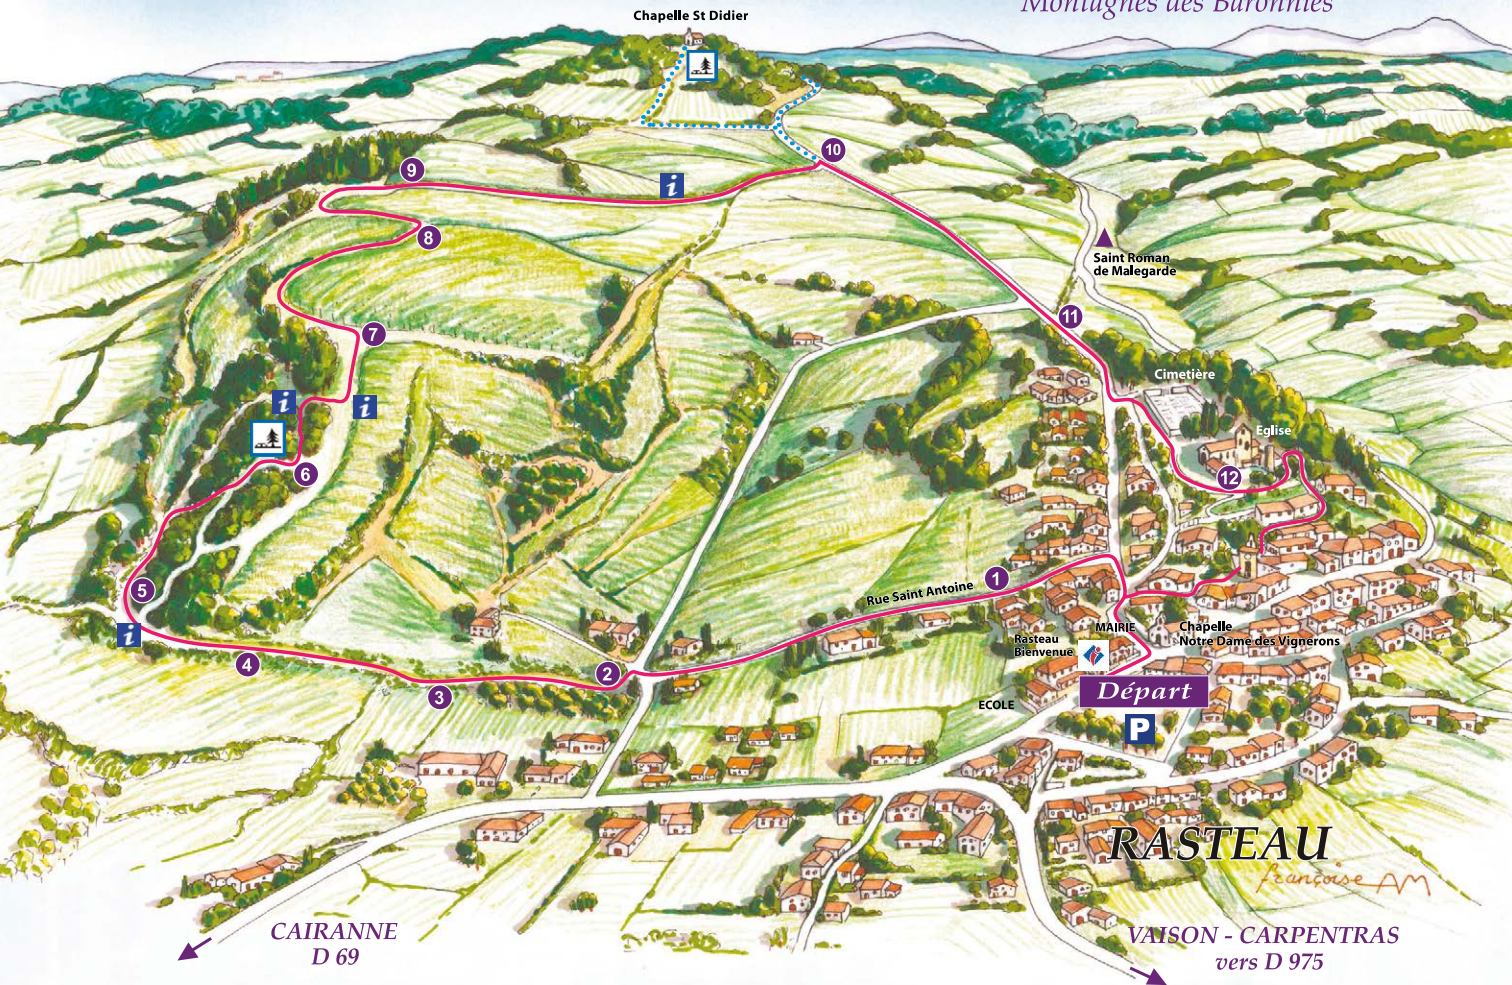 Montagnes des Baronnies
Chapelle St Didier
10
9
i
8
Saint Roman
de Malegarde
11
7
Cimetière
i
i
Eglise
6
12
1
Rue Saint Antoine
5
i
MAIRIE
Chapelle
Notre Dame des Vignerons
Rasteau
Bienvenue
4
2
3
Départ
ECOLE
P
RASTEAU
françoise AM
CAIRANNE
D 69
VAISON - CARPENTRAS
vers D 975